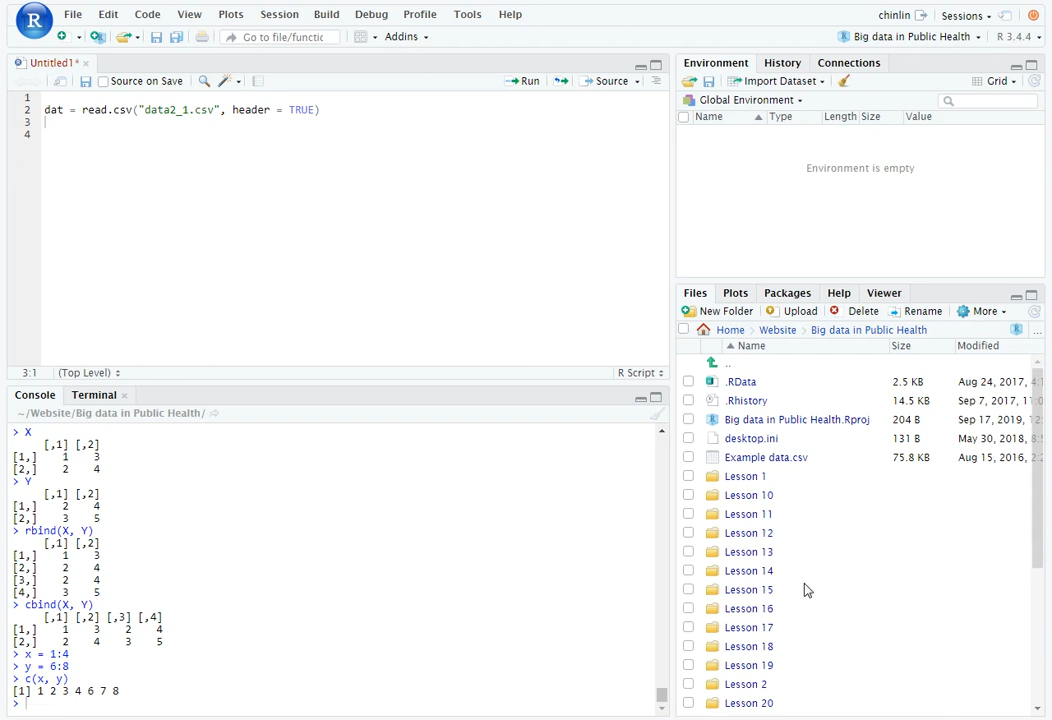 R
File Edit Code View Plots Session Build Debug Profile Tools Help
chinlin Sessions
Go to file/functic
Addins
Big data in Public Health R 3.4.4
Untitled1*
Source on Save Run Source
1
2 dat = read.csv("data2_1.csv", header = TRUE)
3
4
3:1 (Top Level) R Script
Console Terminal
~/Website/Big data in Public Health/
> X
[,1] [,2]
[1,] 1 3
[2,] 2 4
> Y
[,1] [,2]
[1,] 2 4
[2,] 3 5
> rbind(X, Y)
[,1] [,2]
[1,] 1 3
[2,] 2 4
[3,] 2 4
[4,] 3 5
> cbind(X, Y)
[,1] [,2] [,3] [,4]
[1,] 1 3 2 4
[2,] 2 4 3 5
> x = 1:4
> y = 6:8
> c(x, y)
[1] 1 2 3 4 6 7 8
>
Environment History Connections
Import Dataset Grid
Global Environment
Name Type Length Size Value
Environment is empty
Files Plots Packages Help Viewer
New Folder Upload Delete Rename More
Home Website Big data in Public Health R ...
Name Size Modified
..
.RData 2.5 KB Aug 24, 2017,
.Rhistory 14.5 KB Sep 7, 2017,
Big data in Public Health.Rproj 204 B Sep 17, 2019,
desktop.ini 131 B May 30, 2018,
Example data.csv 75.8 KB Aug 15, 2016,
Lesson 1
Lesson 10
Lesson 11
Lesson 12
Lesson 13
Lesson 14
Lesson 15
Lesson 16
Lesson 17
Lesson 18
Lesson 19
Lesson 2
Lesson 20